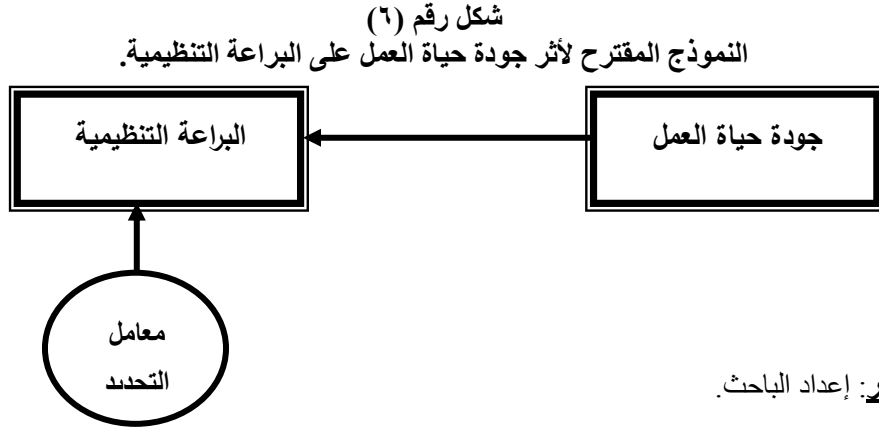 شكل رقم (٦)
النموذج المقترح لأثر جودة حياة العمل على البراعة التنظيمية.
جودة حياة العمل
البراعة التنظيمية
معامل
التحديد
ر: إعداد الباحث.